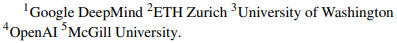 ¹Google DeepMind ²ETH Zurich ³University of Washington
⁴OpenAI ⁵McGill University.